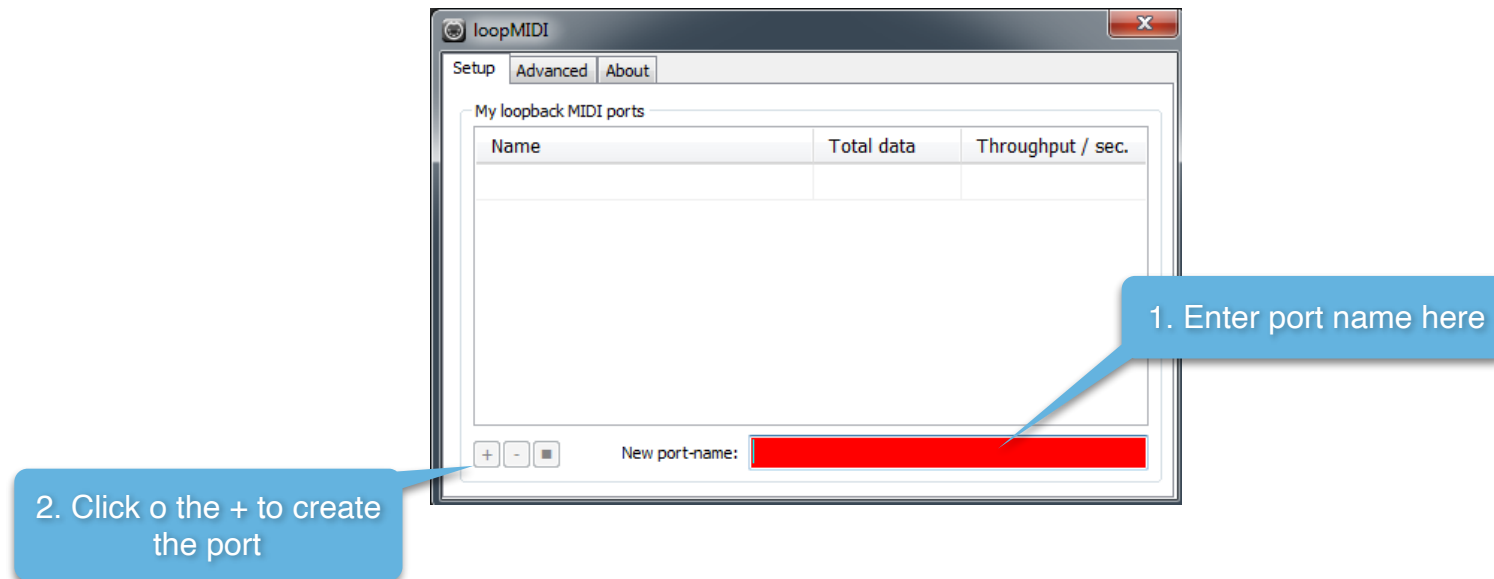 loopMIDI
Setup Advanced About
My loopback MIDI ports
Name Total data Throughput / sec.
1. Enter port name here
+ - ■ New port-name:
2. Click o the + to create
the port